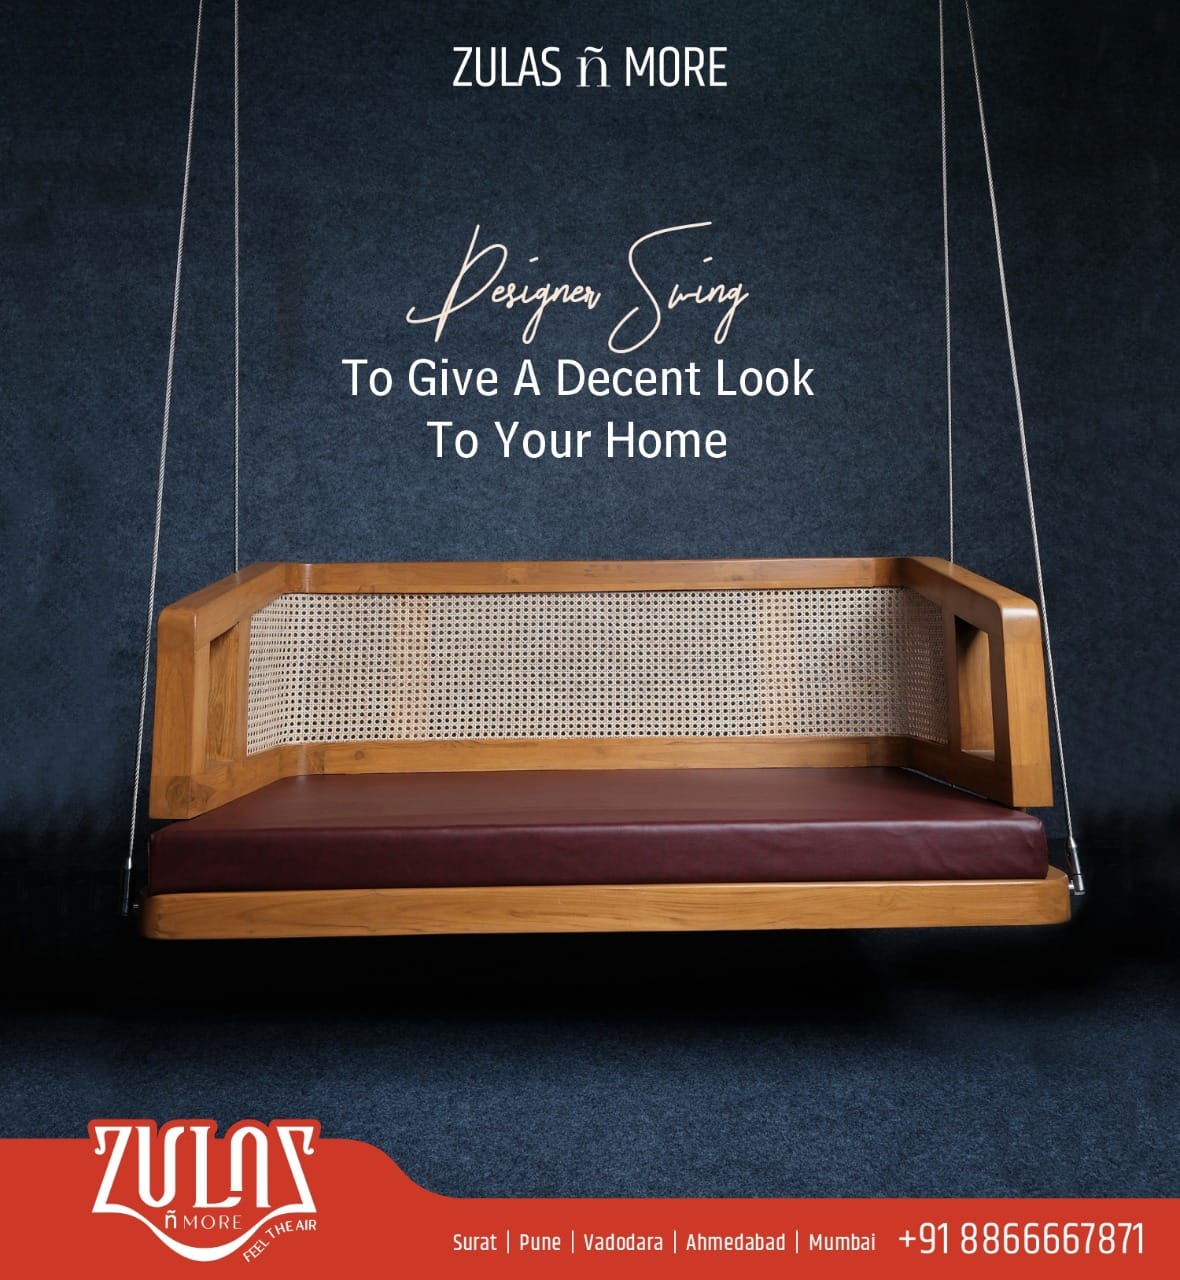 ZULAS ñ MORE
Designer Swing
To Give A Decent Look
To Your Home
ZULAS
ñ MORE
FEEL THE AIR
Surat | Pune | Vadodara | Ahmedabad | Mumbai +91 8866667871